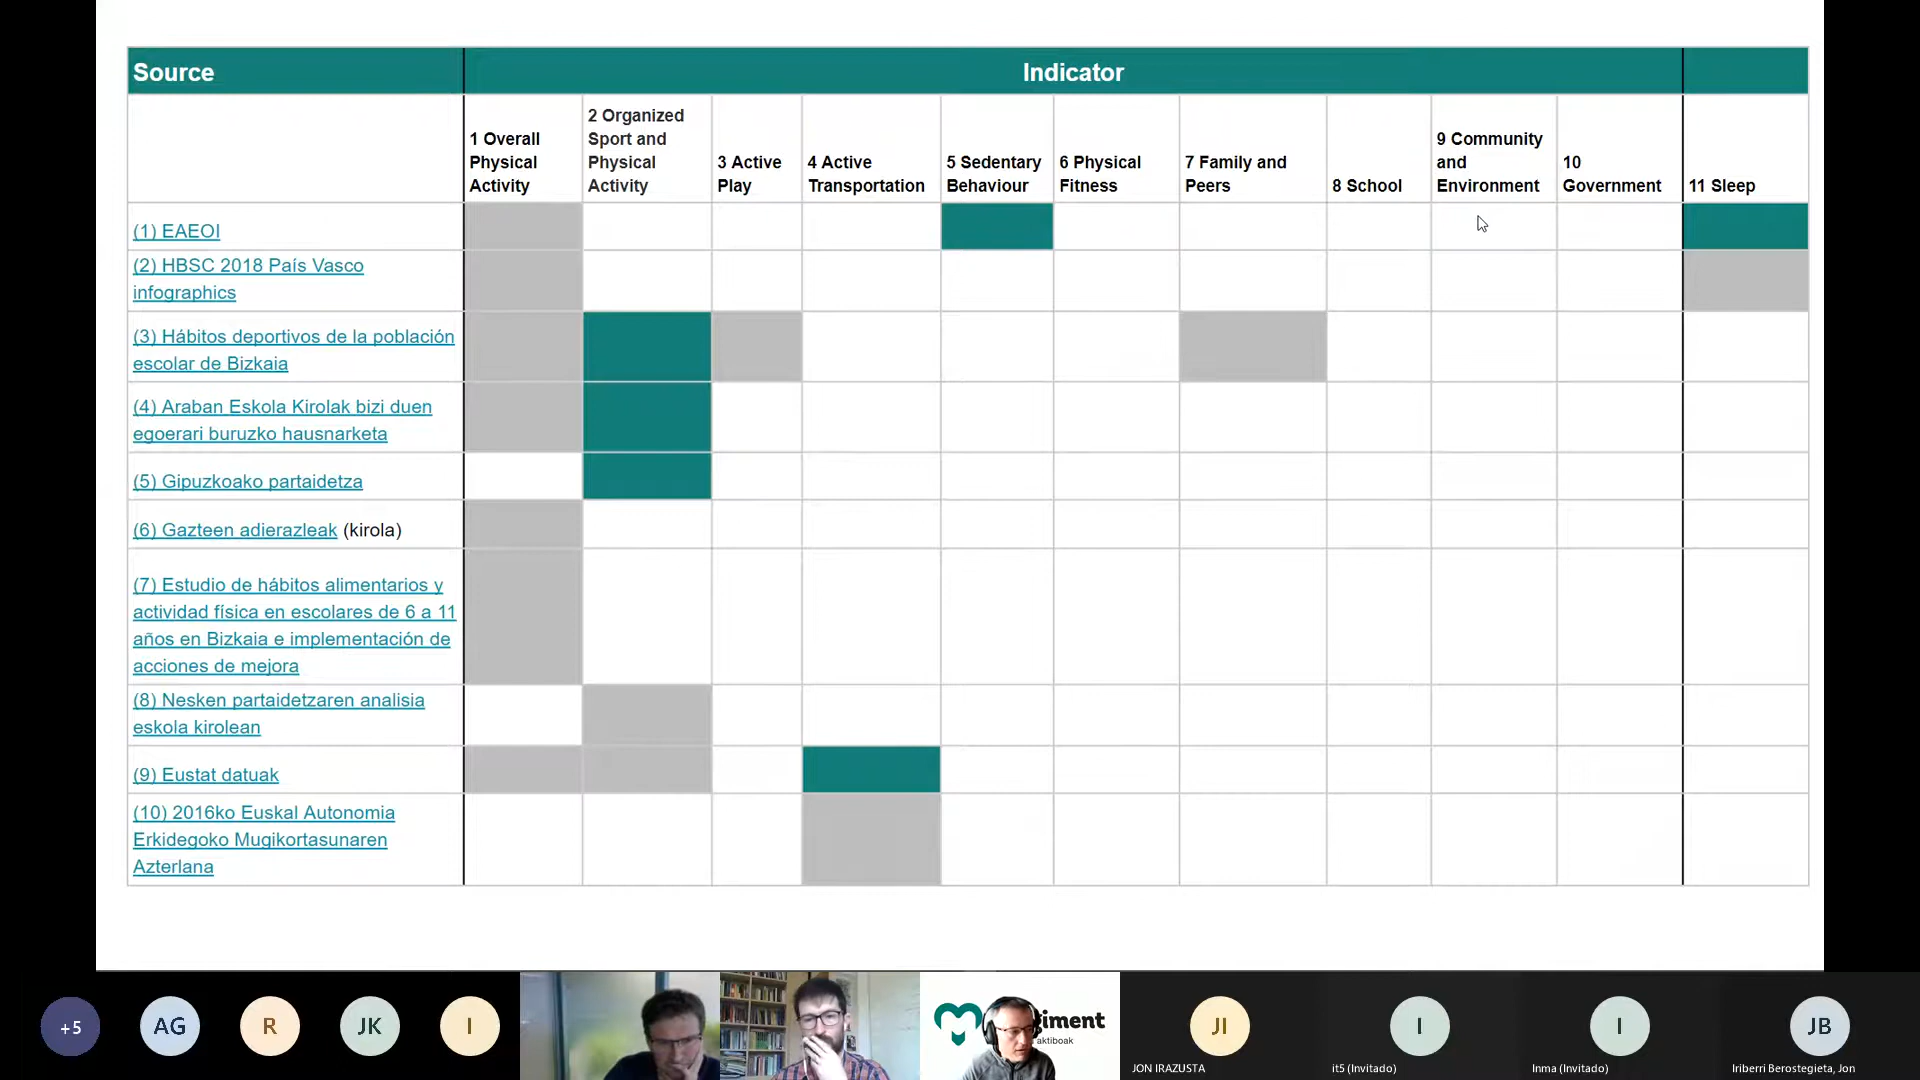 Source
Indicator
1 Overall
Physical
Activity
2 Organized
Sport and
Physical
Activity
3 Active
Play
4 Active
Transportation
5 Sedentary
Behaviour
6 Physical
Fitness
7 Family and
Peers
8 School
9 Community
and
Environment
10
Government
11 Sleep
(1) EAEOI
(2) HBSC 2018 País Vasco
infographics
(3) Hábitos deportivos de la población
escolar de Bizkaia
(4) Araban Eskola Kirolak bizi duen
egoerari buruzko hausnarketa
(5) Gipuzkoako partaidetza
(6) Gazteen adierazleak (kirola)
(7) Estudio de hábitos alimentarios y
actividad física en escolares de 6 a 11
años en Bizkaia e implementación de
acciones de mejora
(8) Nesken partaidetzaren analisia
eskola kirolean
(9) Eustat datuak
(10) 2016ko Euskal Autonomia
Erkidegoko Mugikortasunaren
Azterlana
+5
AG
R
JK
I
iment
aktiboak
JI
JON IRAZUSTA
I
it5 (Invitado)
I
Inma (Invitado)
JB
Iriberri Berostegieta, Jon